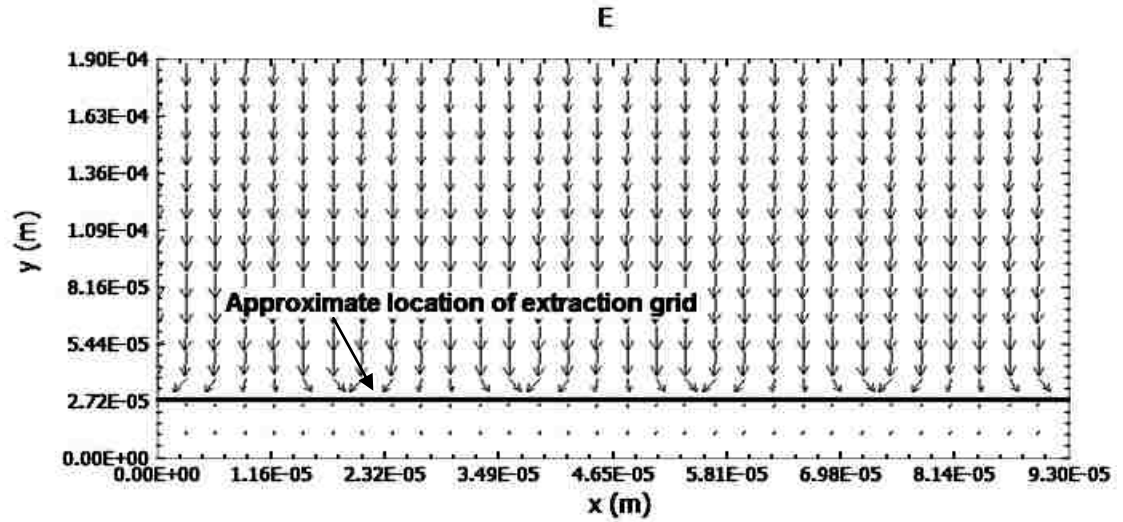 E
1.90E-04
1.63E-04
1.36E-04
1.09E-04
8.16E-05
5.44E-05
2.72E-05
0.00E+00
y (m)
Approximate location of extraction grid
0.00E+00 1.16E-05 2.32E-05 3.49E-05 4.65E-05 5.81E-05 6.98E-05 8.14E-05 9.30E-05
x (m)